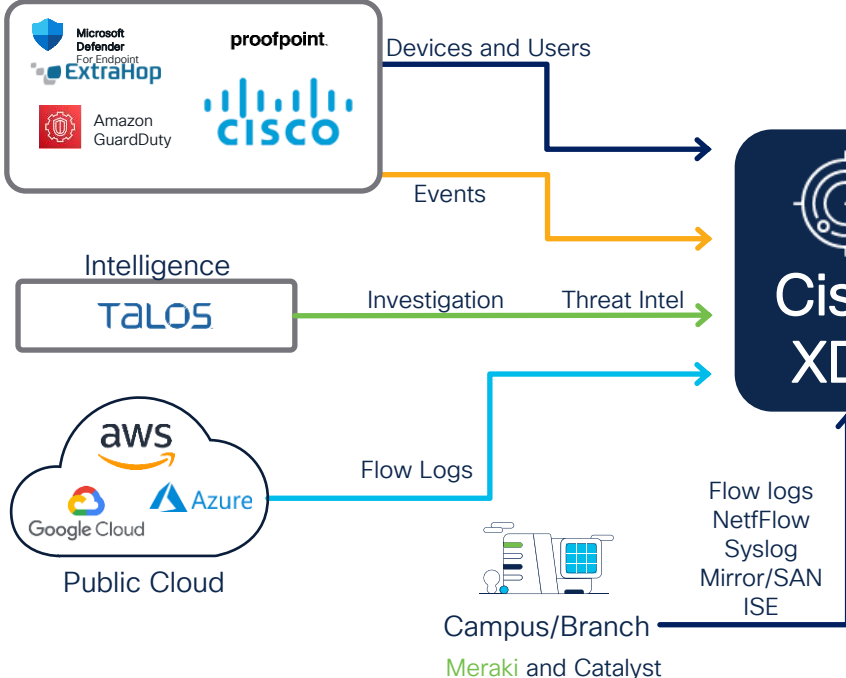 Microsoft
Defender
For Endpoint
proofpoint.
ExtraHop
Amazon
GuardDuty
CISCO
Devices and Users
Events
Intelligence
TALOS
Investigation
Threat Intel
Cis
XD
aws
Google Cloud
Azure
Flow Logs
Public Cloud
Flow logs
NetfFlow
Syslog
Mirror/SAN
ISE
Campus/Branch
Meraki and Catalyst